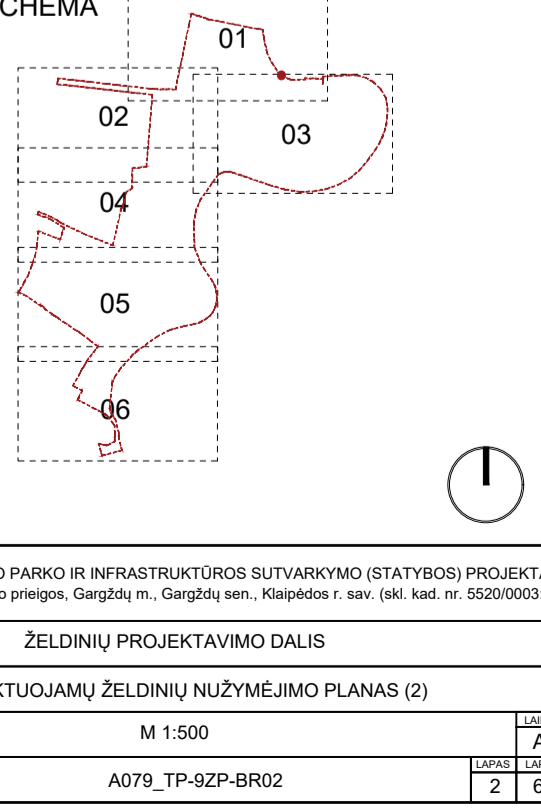 CHEMA
01
02
03
04
05
06
PARKO IR INFRASTRUKTŪROS SUTVARKYMO (STATYBOS)
prieigos, Gargždų m., Gargždų sen., Klaipėdos r. sav. (skl. kad. nr. 5520/0003
ŽELDINIŲ PROJEKTAVIMO DALIS
KTUOJAMŲ ŽELDINIŲ NUŽYMĖJIMO PLANAS (2)
M 1:500
A079_TP-9ZP-BR02
LAPAS
2
6